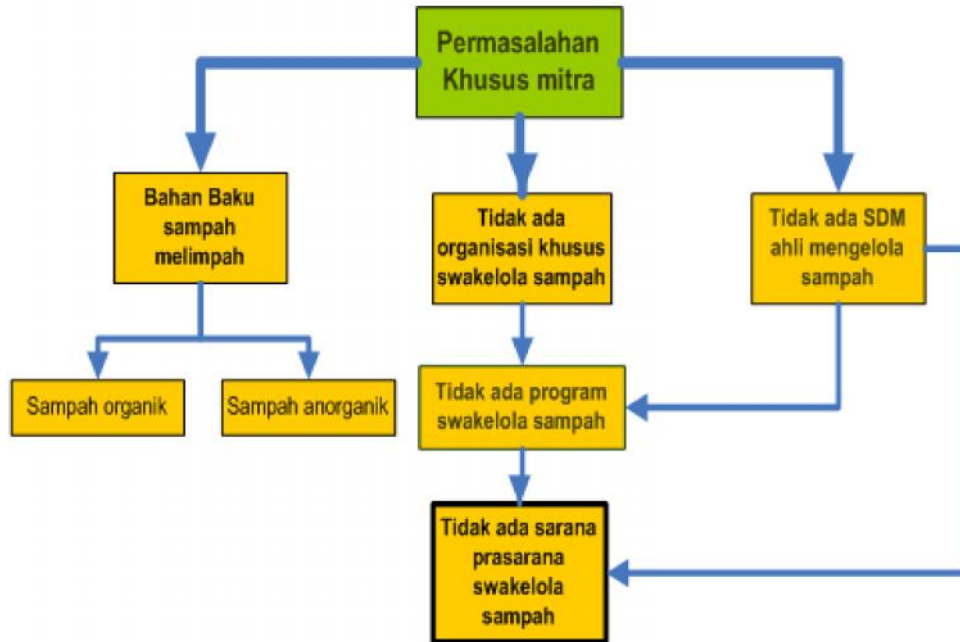 Permasalahan
Khusus mitra
Bahan Baku
sampah
melimpah
Tidak ada
organisasi khusus
swakelola sampah
Tidak ada SDM
ahli mengelola
sampah
Sampah organik
Sampah anorganik
Tidak ada program
swakelola sampah
Tidak ada sarana
prasarana
swakelola
sampah